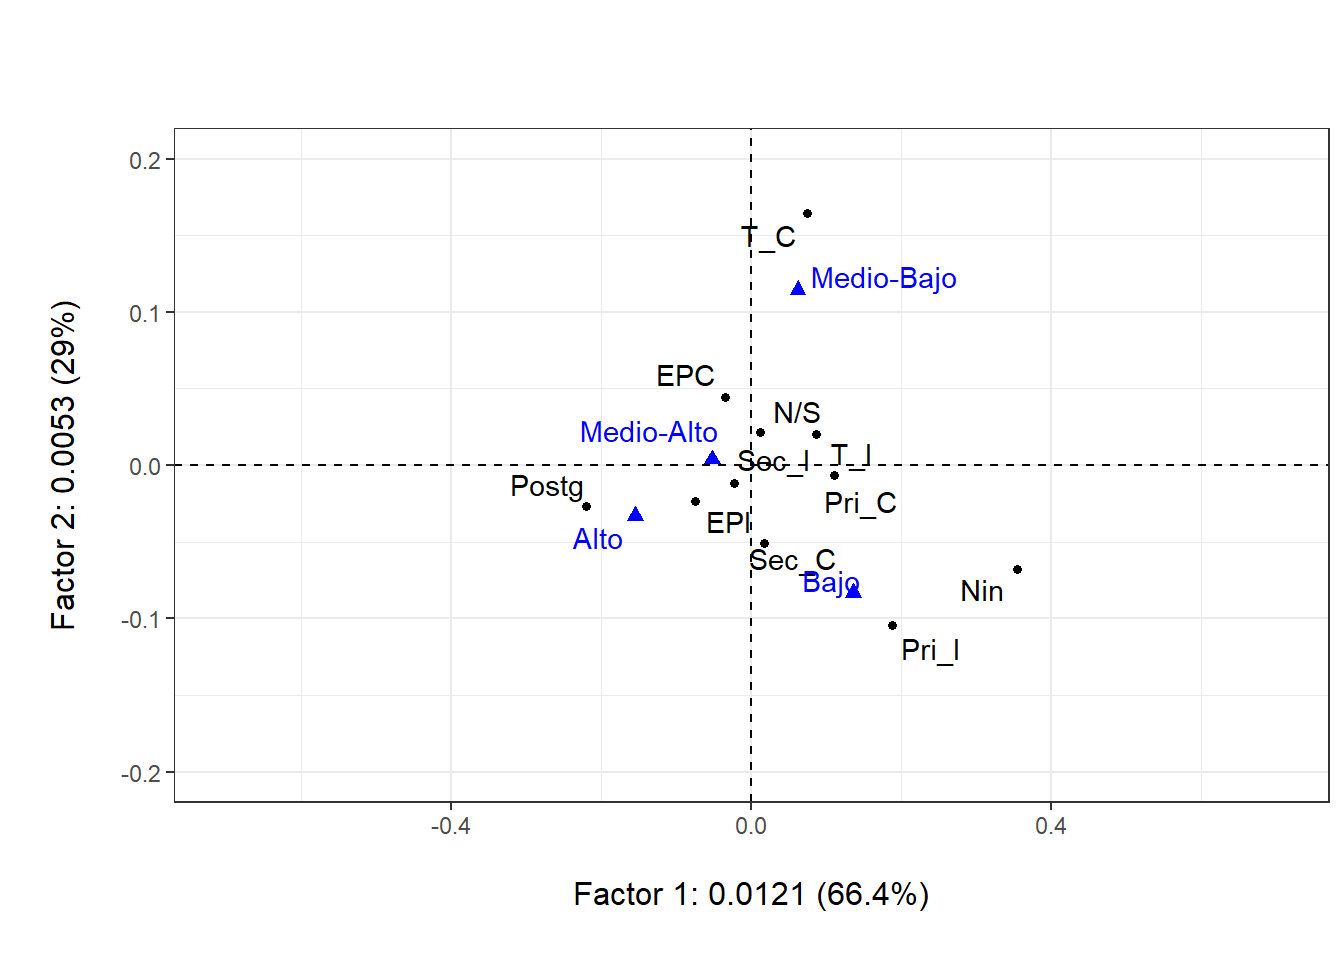 0.2
T_C
Medio-Bajo
0.1
EPC
N/S
Medio-Alto
T_I
Sec_I
0.0
Postg
Pri_C
EPI
Alto
Sec_C
Bajo
Nin
-0.1
Pri_I
-0.2
-0.4
0.0
0.4
Factor 1: 0.0121 (66.4%)
Factor 2: 0.0053 (29%)